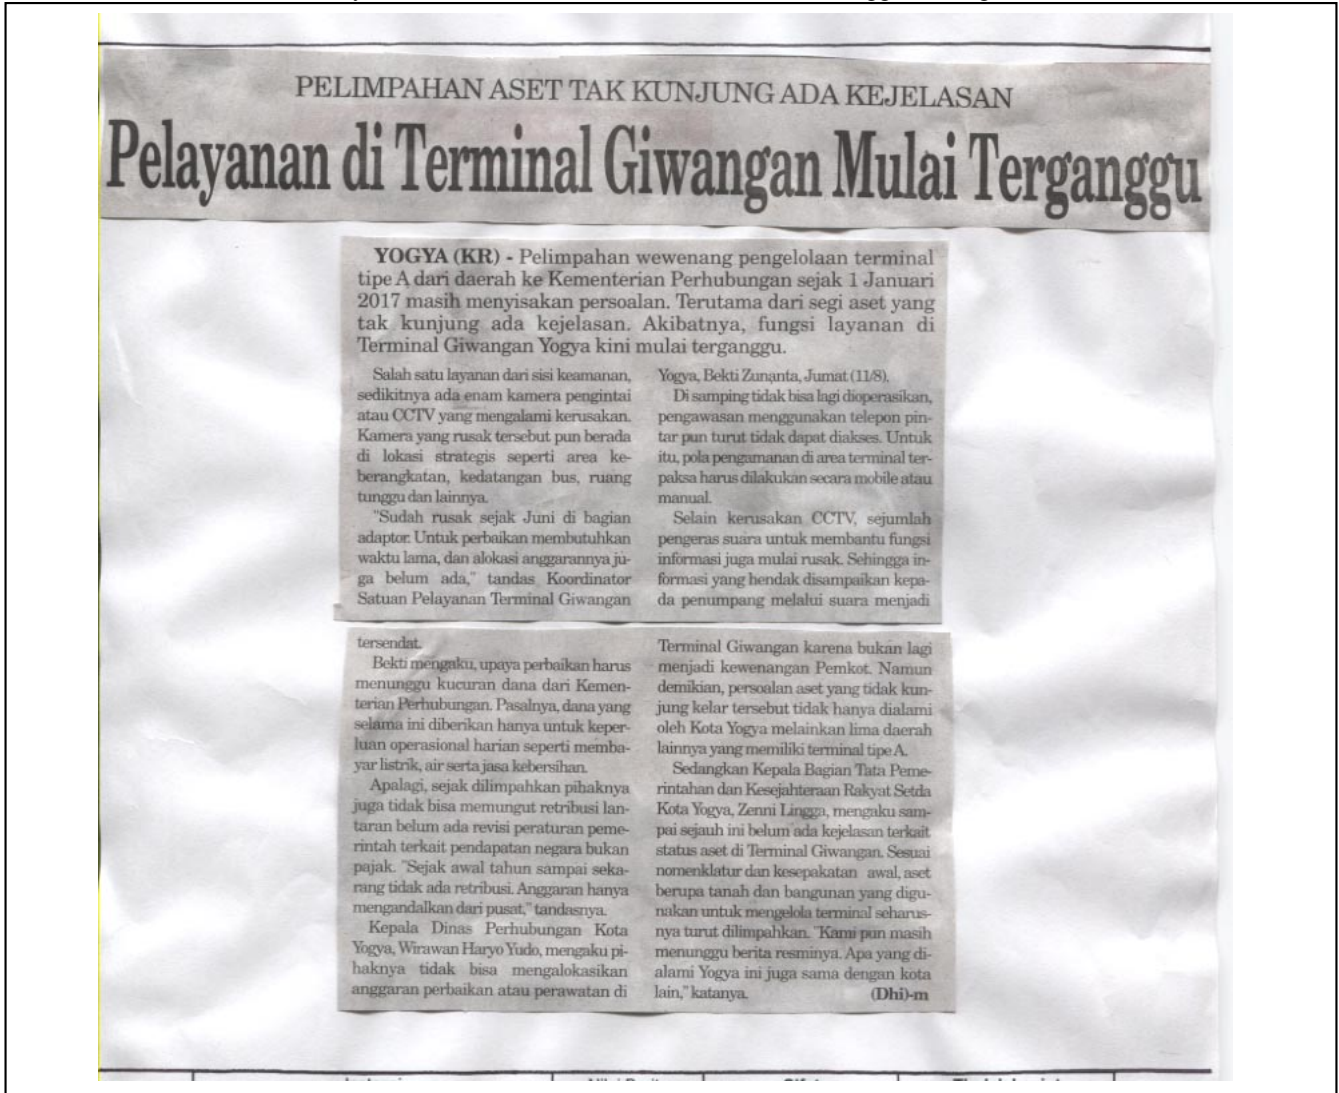 PELIMPAHAN ASET TAK KUNJUNG ADA KEJELASAN
Pelayanan di Terminal Giwangan Mulai Terganggu
YOGYA (KR) - Pelimpahan wewenang pengelolaan terminal
tipe A dari daerah ke Kementerian Perhubungan sejak 1 Januari
2017 masih menyisakan persoalan. Terutama dari segi aset yang
tak kunjung ada kejelasan. Akibatnya, fungsi layanan di
Terminal Giwangan Yogya kini mulai terganggu.
Salah satu layanan dari sisi keamanan,
sedikitnya ada enam kamera pengintai
atau CCTV yang mengalami kerusakan.
Kamera yang rusak tersebut pun berada
di lokasi strategis seperti area ke-
berangkatan, kedatangan bus, ruang
tunggu dan lainnya.
"Sudah rusak sejak Juni di bagian
adaptor. Untuk perbaikan membutuhkan
waktu lama, dan alokasi anggarannya ju-
ga belum ada," tandas Koordinator
Satuan Pelayanan Terminal Giwangan
Yogya, Bekti Zunanta, Jumat (11/8).
Di samping tidak bisa lagi dioperasikan,
pengawasan menggunakan telepon pin-
tar pun turut tidak dapat diakses. Untuk
itu, pola pengamanan di area terminal ter-
paksa harus dilakukan secara mobile atau
manual.
Selain kerusakan CCTV, sejumlah
pengeras suara untuk membantu fungsi
informasi juga mulai rusak. Sehingga in-
formasi yang hendak disampaikan kepa-
da penumpang melalui suara menjadi
tersendat.
Bekti mengaku, upaya perbaikan harus
menunggu kucuran dana dari Kemen-
terian Perhubungan. Pasalnya, dana yang
selama ini diberikan hanya untuk keper-
luan operasional harian seperti memba-
yar listrik, air serta jasa kebersihan.
Apalagi, sejak dilimpahkan pihaknya
juga tidak bisa memungut retribusi lan-
taran belum ada revisi peraturan peme-
rintah terkait pendapatan negara bukan
pajak. "Sejak awal tahun sampai seka-
rang tidak ada retribusi. Anggaran hanya
mengandalkan dari pusat," tandasnya.
Kepala Dinas Perhubungan Kota
Yogya, Wirawan Haryo Yudo, mengaku pi-
haknya tidak bisa mengalokasikan
anggaran perbaikan atau perawatan di
Terminal Giwangan karena bukan lagi
menjadi kewenangan Pemkot. Namun
demikian, persoalan aset yang tidak kun-
jung kelar tersebut tidak hanya dialami
oleh Kota Yogya melainkan lima daerah
lainnya yang memiliki terminal tipe A.
Sedangkan Kepala Bagian Tata Peme-
rintahan dan Kesejahteraan Rakyat Setda
Kota Yogya, Zenni Lingga, mengaku sam-
pai sejauh ini belum ada kejelasan terkait
status aset di Terminal Giwangan. Sesuai
nomenklatur dan kesepakatan awal, aset
berupa tanah dan bangunan yang digu-
nakan untuk mengelola terminal seharus-
nya turut dilimpahkan. "Kami pun masih
menunggu berita resminya. Apa yang di-
alami Yogya ini juga sama dengan kota
lain," katanya. (Dhi)-m